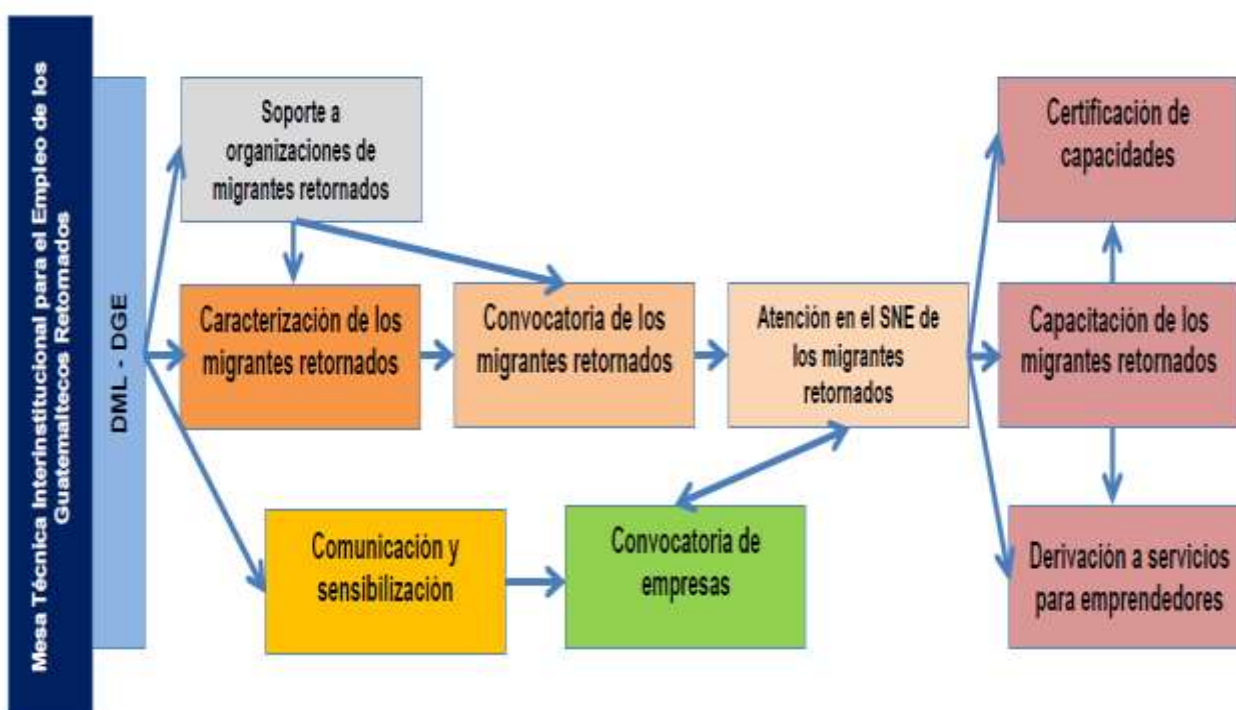 Mesa Técnica Interinstitucional para el Empleo de los
Guatemaltecos Retornados
DML - DGE
Soporte a
organizaciones de
migrantes retornados
Caracterización de los
migrantes retornados
Convocatoria de los
migrantes retornados
Atención en el SNE de
los migrantes
retornados
Comunicación y
sensibilización
Convocatoria de
empresas
Certificación de
capacidades
Capacitación de los
migrantes retornados
Derivación a servicios
para emprendedores